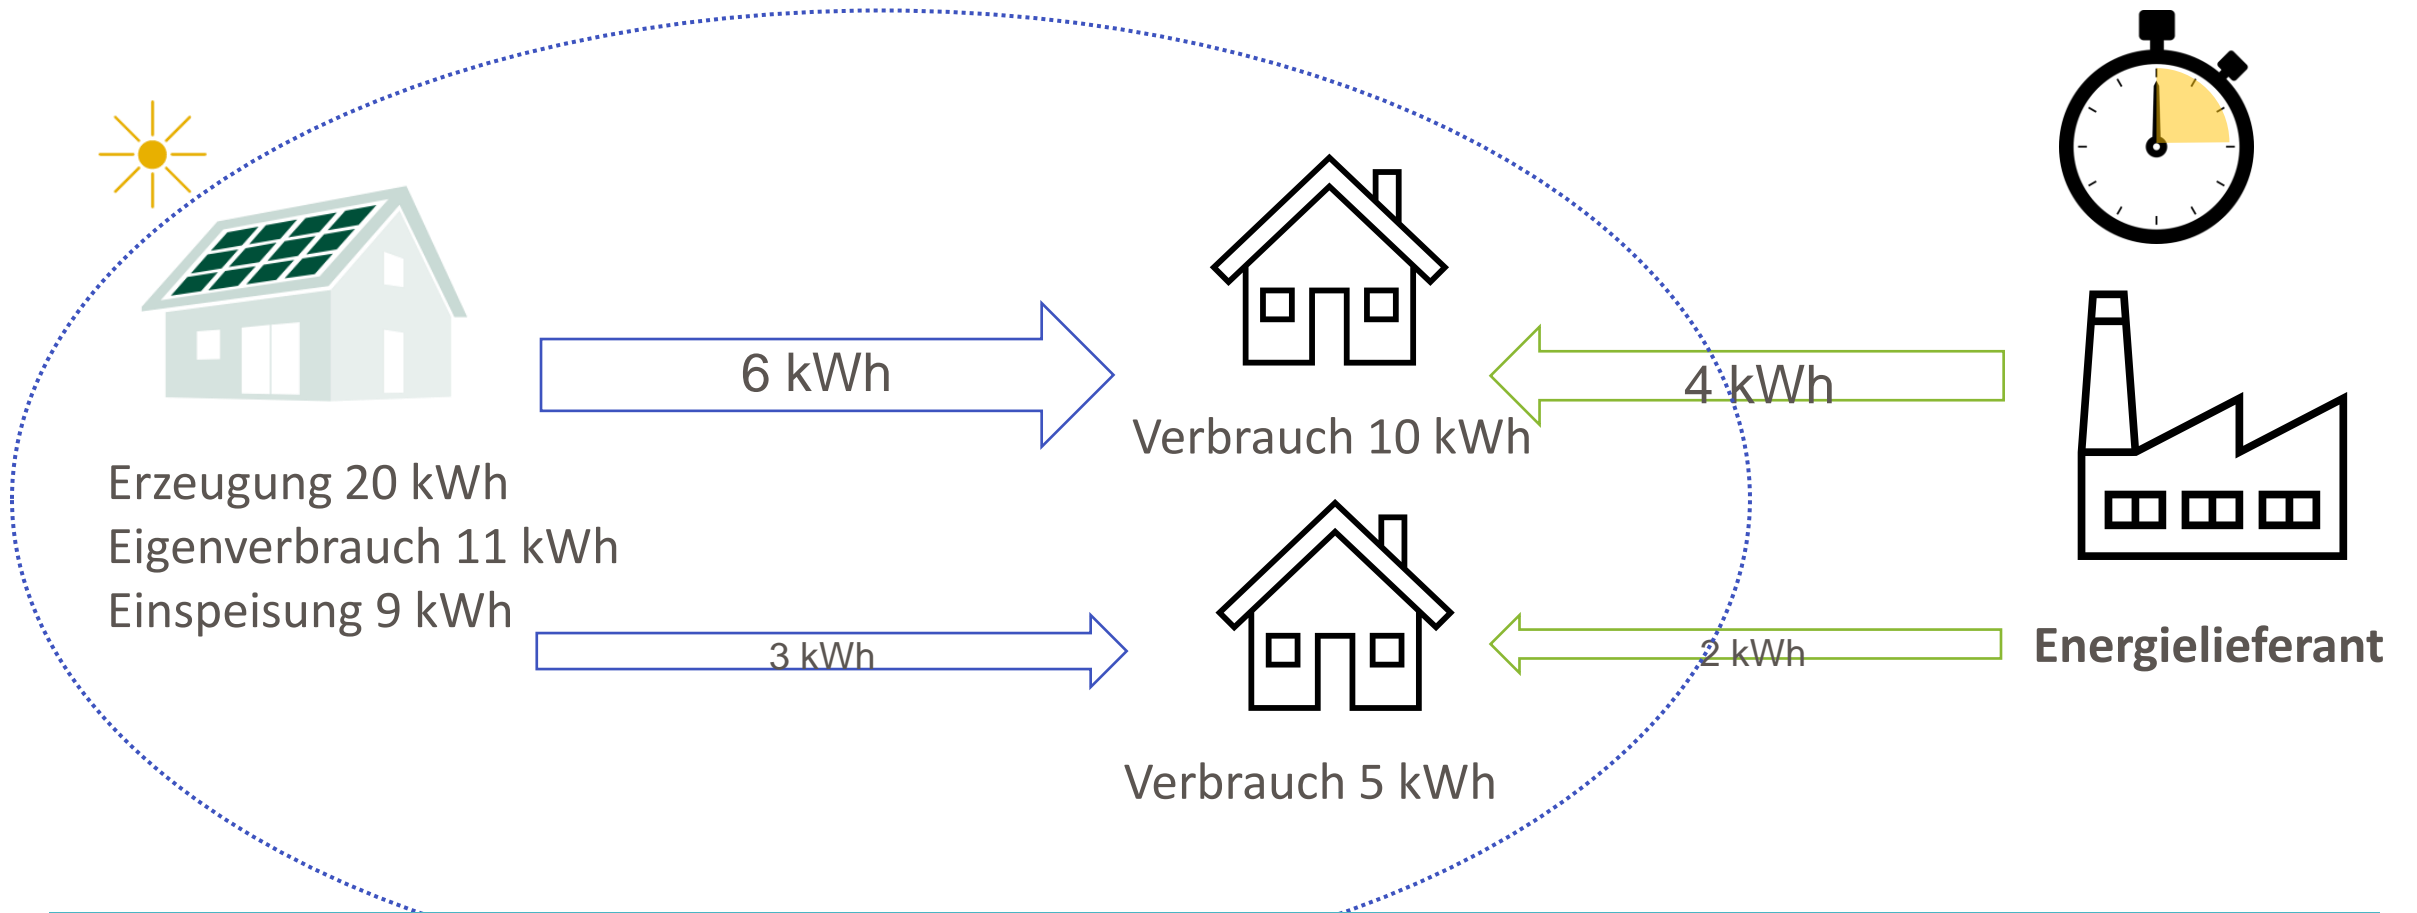 6 kWh
4 kWh
Verbrauch 10 kWh
Erzeugung 20 kWh
Eigenverbrauch 11 kWh
Einspeisung 9 kWh
3 kWh
2 kWh
Energielieferant
Verbrauch 5 kWh